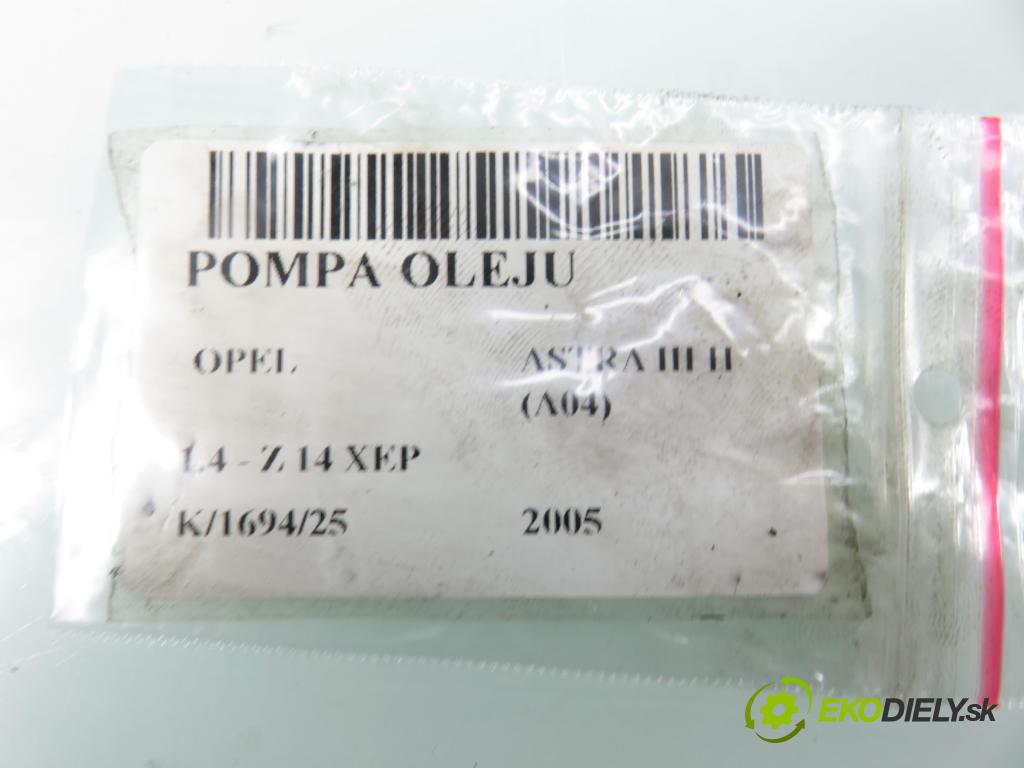 POMPA OLEJU
OPEL ASTRA III H
(A04)
1.4 - Z 14 XEP
K/1694/25 2005
EKODIELY.sk